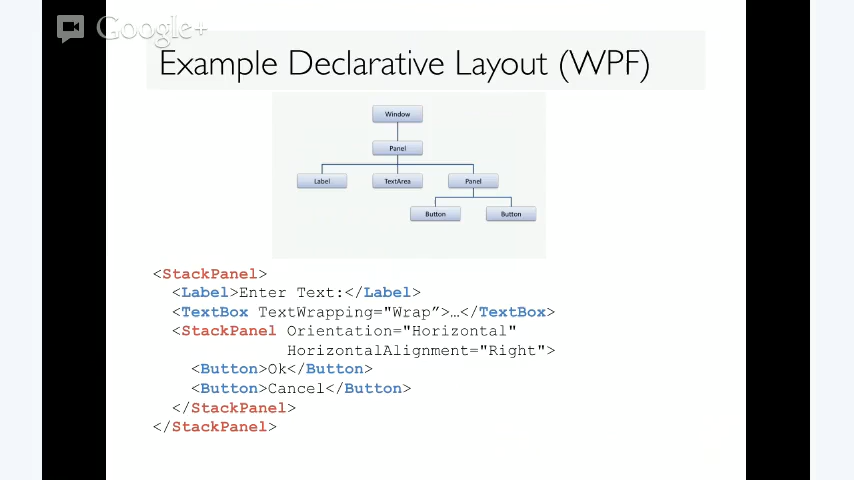 Google+
Example Declarative Layout (WPF)
Window
Panel
Label TextArea Panel
Button Button
<StackPanel>
<Label>Enter Text:</Label>
<TextBox TextWrapping="Wrap”>…</TextBox>
<StackPanel Orientation="Horizontal"
HorizontalAlignment="Right">
<Button>Ok</Button>
<Button>Cancel</Button>
</StackPanel>
</StackPanel>